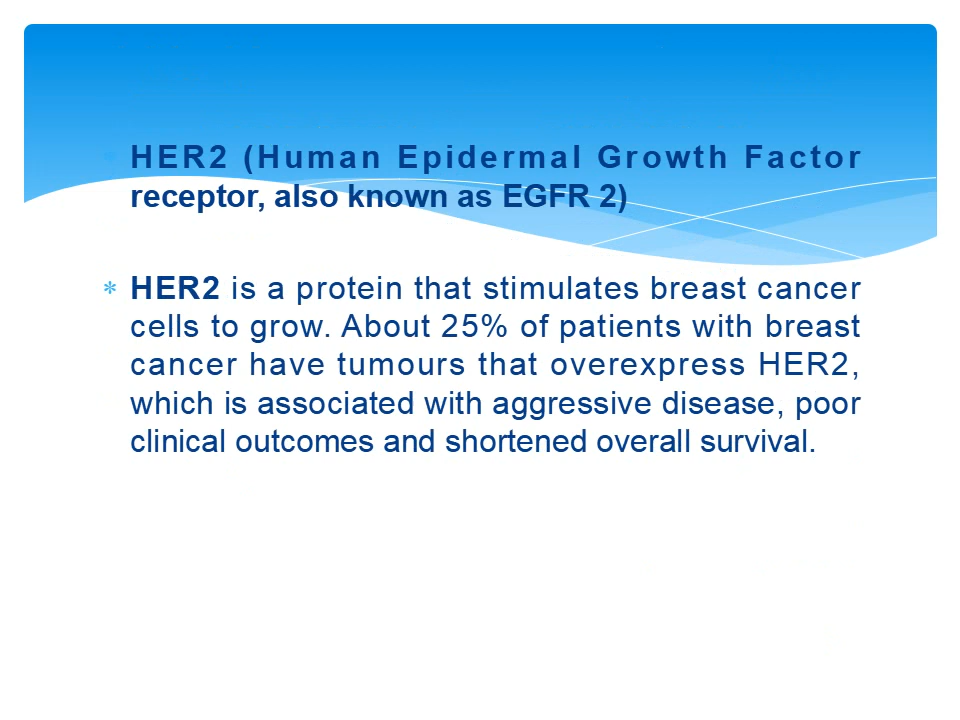 * HER2 (Human Epidermal Growth Factor
receptor, also known as EGFR 2)
* HER2 is a protein that stimulates breast cancer
cells to grow. About 25% of patients with breast
cancer have tumours that overexpress HER2,
which is associated with aggressive disease, poor
clinical outcomes and shortened overall survival.